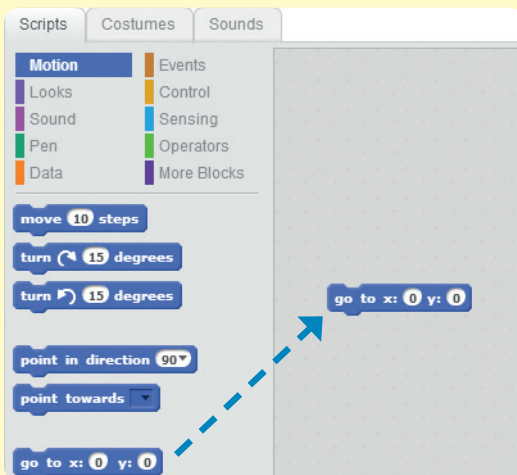 Scripts Costumes Sounds
Motion Events
Looks Control
Sound Sensing
Pen Operators
Data More Blocks
move 10 steps
turn 15 degrees
turn 15 degrees
go to x: 0 y: 0
point in direction 90
point towards
go to x: 0 y: 0